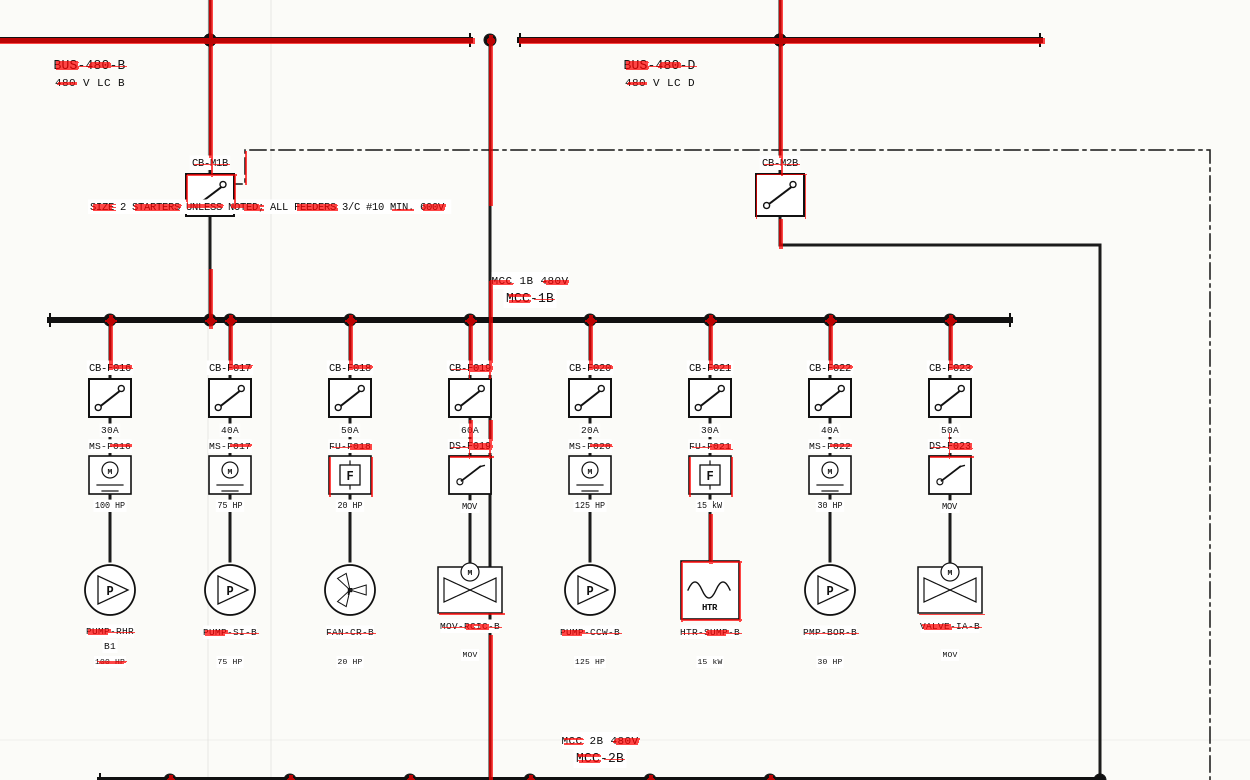 BUS-480-B
480 V LC B
BUS-480-D
480 V LC D
CB-M1B
CB-M2B
SIZE 2 STARTERS UNLESS NOTED; ALL FEEDERS 3/C #10 MIN. 600V
MCC 1B 480V
MCC-1B
CB-F016 CB-F017 CB-F018 CB-F019 CB-F020 CB-F021 CB-F022 CB-F023
30A 40A 50A 60A 20A 30A 40A 50A
MS-F016 MS-F017 FU-F018 DS-F019 MS-F020 FU-F021 MS-F022 DS-F023
M M F M F M
100 HP 75 HP 20 HP MOV 125 HP 15 kW 30 HP MOV
M M
P P P HTR P
PUMP-RHR PUMP-SI-B FAN-CR-B MOV-RCIC-B PUMP-CCW-B HTR-SUMP-B PMP-BOR-B VALVE-IA-B
B1
100 HP 75 HP 20 HP MOV 125 HP 15 kW 30 HP MOV
MCC 2B 480V
MCC-2B